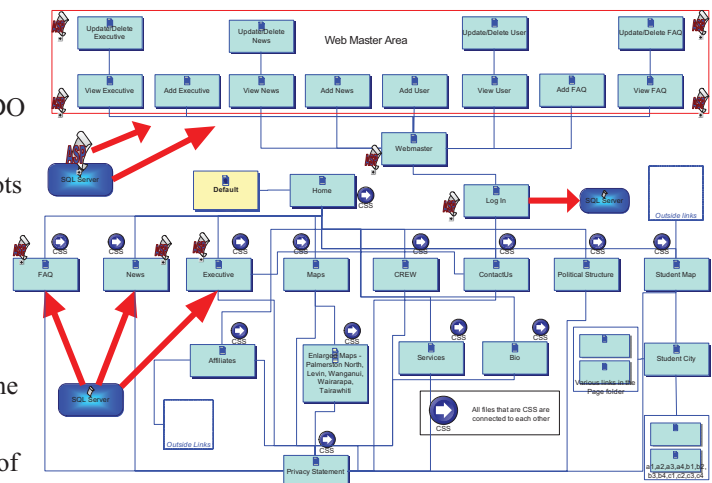 Update/Delete Executive
Update/Delete News
Web Master Area
Update/Delete User
Update/Delete FAQ
View Executive
Add Executive
View News
Add News
Add User
View User
Add FAQ
View FAQ
DO
SQL Server
ots
Webmaster
Default
Home
CSS
Log In
SQL Server
Outside links
CSS
CSS
CSS
CSS
CSS
CSS
CSS
CSS
FAQ
News
Executive
Maps
CREW
ContactUs
Political Structure
Student Map
CSS
CSS
CSS
CSS
Affiliates
Enlarged Maps -
Palmerston North,
Levin, Wanganui,
Wairarapa,
Tairawhiti
Services
Bio
Student City
Various links in the
Page folder
ne
SQL Server
All files that are CSS are
connected to each other
CSS
Outside Links
CSS
of
Privacy Statement
a1,a2,a3,a4,b1,b2,
b3,b4,c1,c2,c3,c4